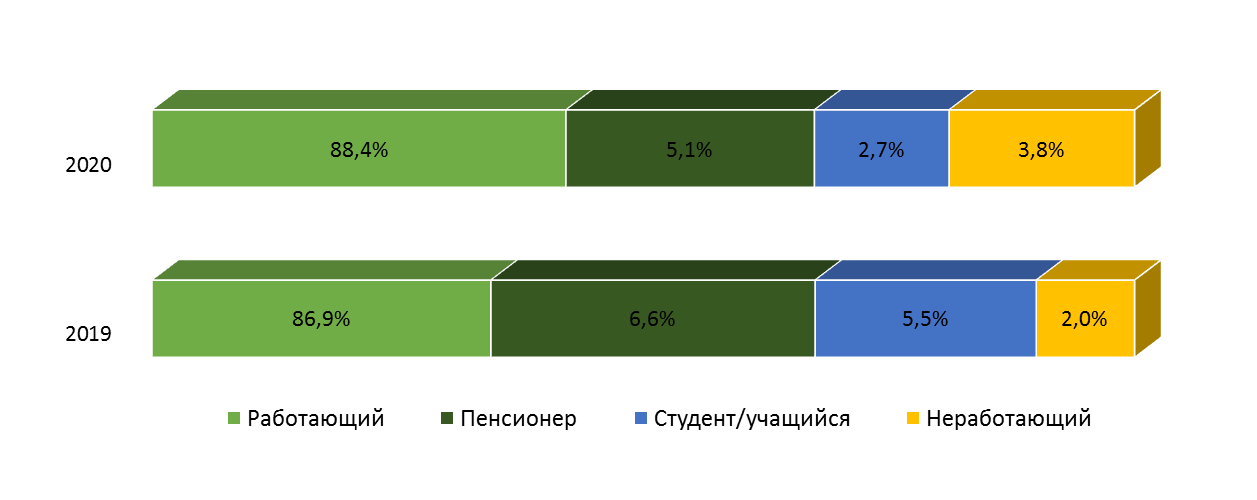 2020 88,4% 5,1% 2,7% 3,8%
2019 86,9% 6,6% 5,5% 2,0%
Работающий Пенсионер Студент/учащийся Неработающий